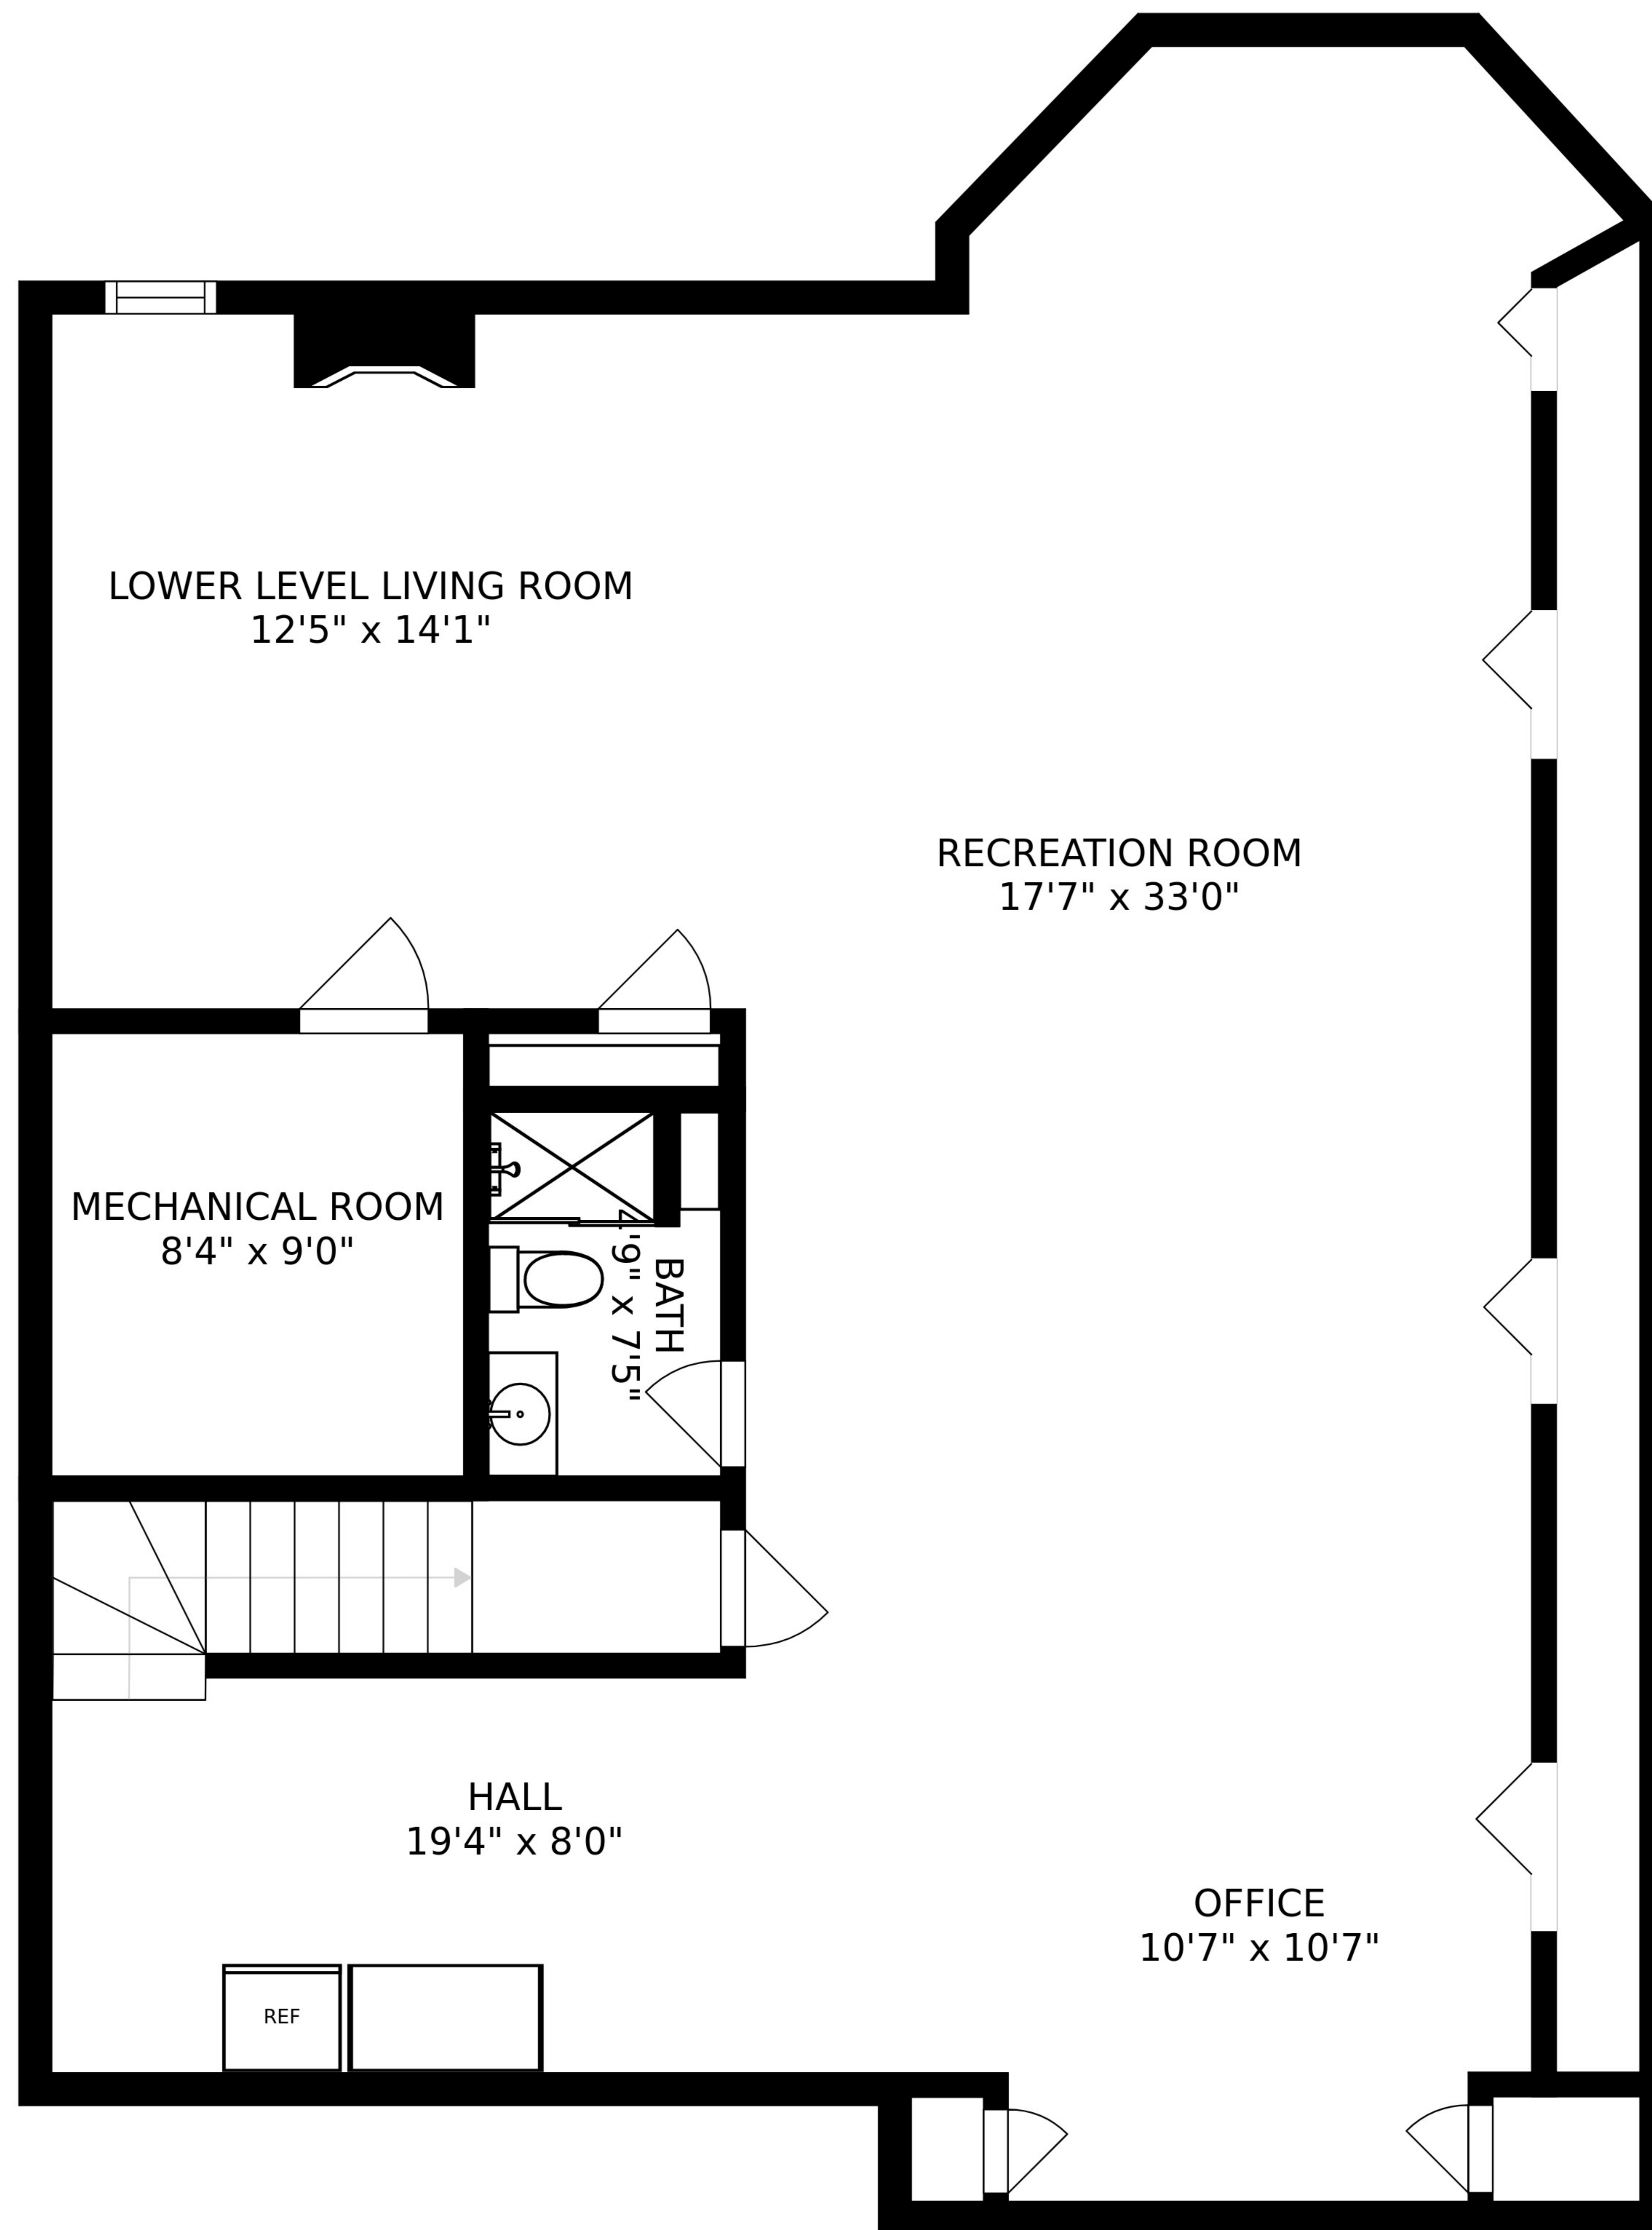 LOWER LEVEL LIVING ROOM
12'5" x 14'1"
RECREATION ROOM
17'7" x 33'0"
MECHANICAL ROOM
8'4" x 9'0"
BATH
4'9" x 7'5"
HALL
19'4" x 8'0"
OFFICE
10'7" x 10'7"
REF